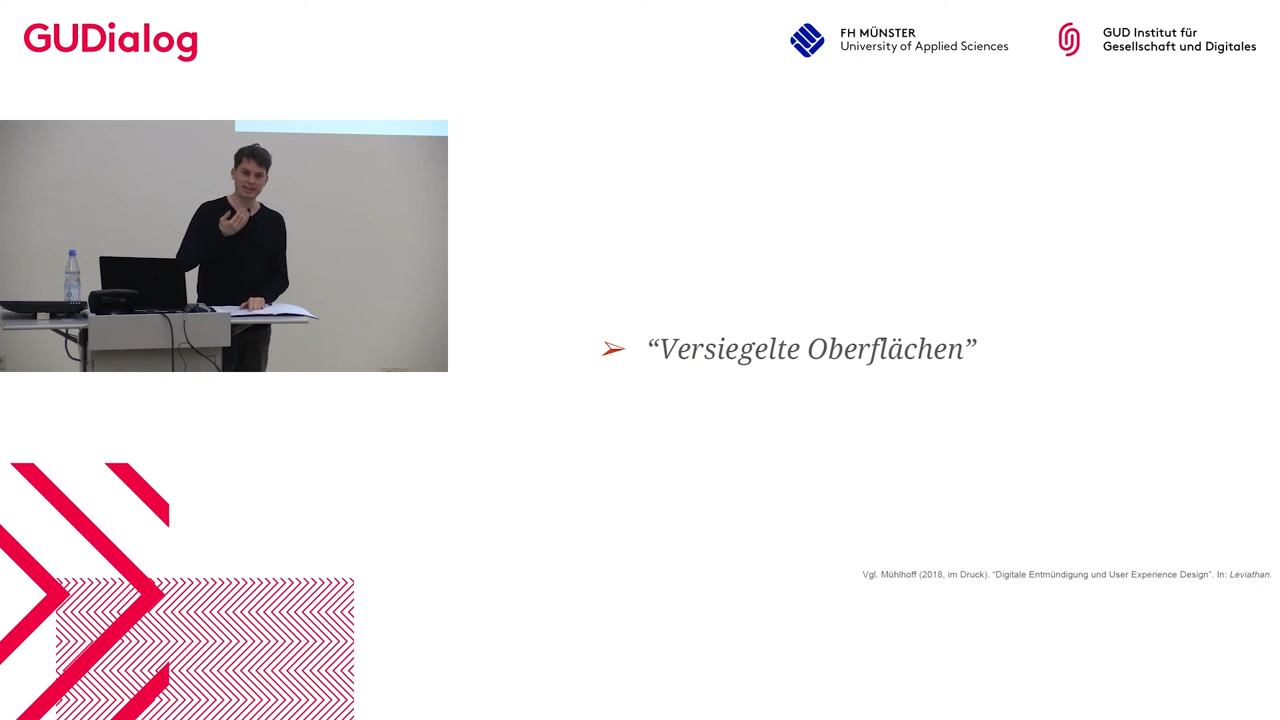 GUDialog
FH MÜNSTER
University of Applied Sciences
GUD Institut für
Gesellschaft und Digitales
“Versiegelte Oberflächen”
Vgl. Mühlhoff (2018, im Druck). “Digitale Entmündigung und User Experience Design”. In: Leviathan.